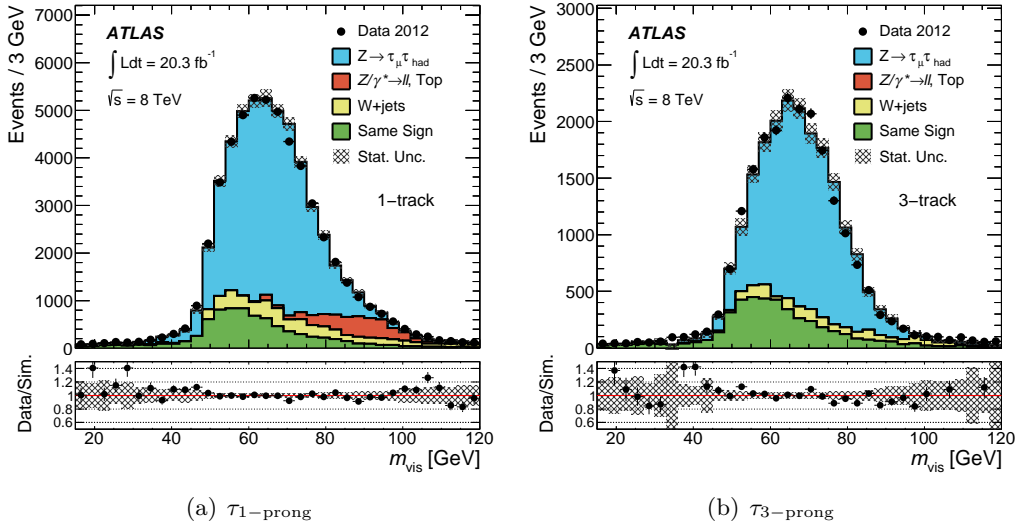 ATLAS
∫ Ldt = 20.3 fb⁻¹
√s = 8 TeV
Data 2012
Z→τμτhad
Z/γ*→ll, Top
W+jets
Same Sign
Stat. Unc.
1-track
Events / 3 GeV
7000
6000
5000
4000
3000
2000
1000
0
Data/Sim.
1.4
1.2
1
0.8
0.6
20 40 60 80 100 120
mvis [GeV]
(a) τ1−prong
ATLAS
∫ Ldt = 20.3 fb⁻¹
√s = 8 TeV
Data 2012
Z→τμτhad
Z/γ*→ll, Top
W+jets
Same Sign
Stat. Unc.
3-track
Events / 3 GeV
3000
2500
2000
1500
1000
500
0
Data/Sim.
1.4
1.2
1
0.8
0.6
20 40 60 80 100 120
mvis [GeV]
(b) τ3−prong